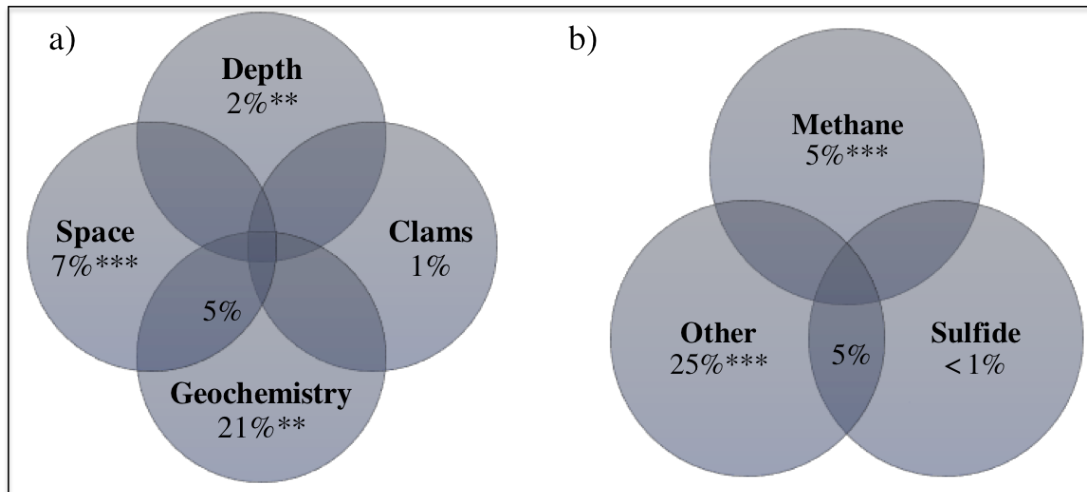 a)
Depth
2%**
Space
7%***
Clams
1%
5%
Geochemistry
21%**
b)
Methane
5%***
Other
25%***
5%
Sulfide
< 1%